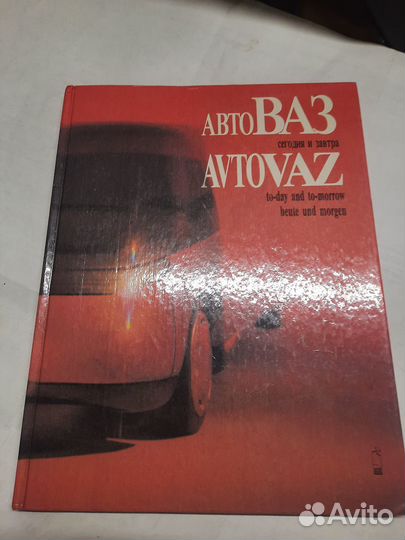 АВТОВАЗ
сегодня и завтра
AVTOVAZ
to-day and to-morrow
heute und morgen
Avito